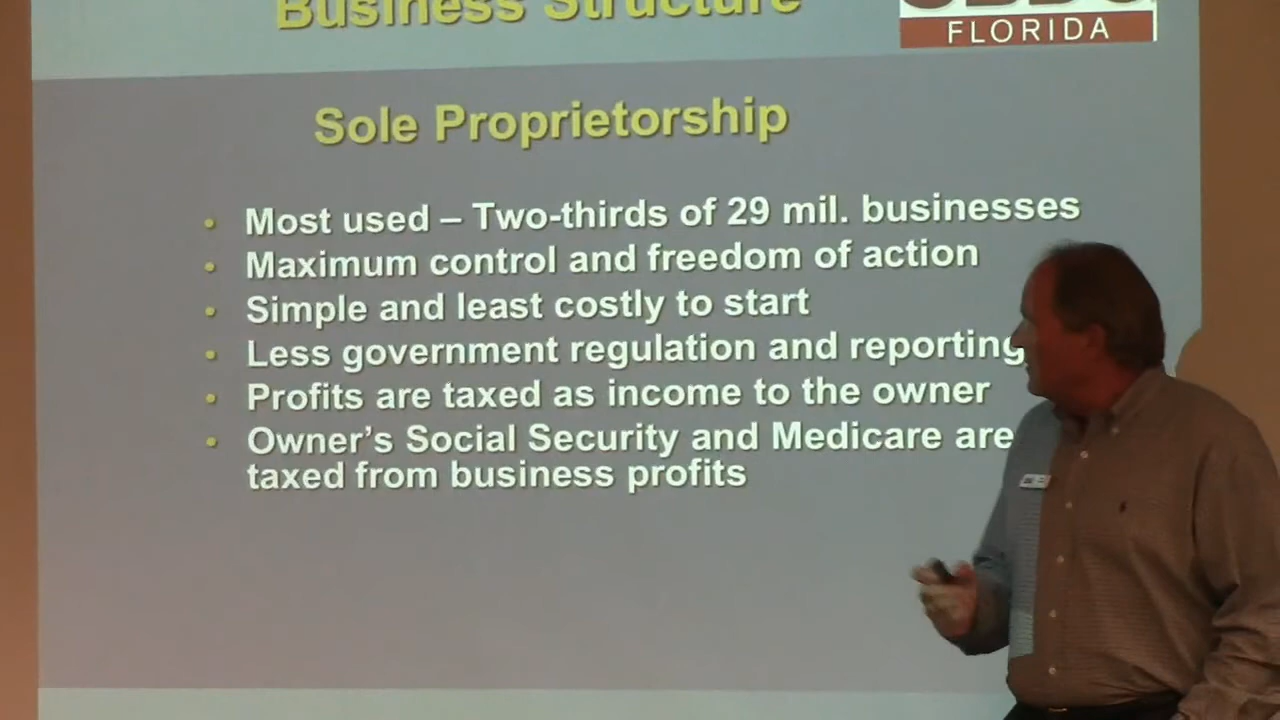 Business Structure
FLORIDA
Sole Proprietorship
• Most used – Two-thirds of 29 mil. businesses
• Maximum control and freedom of action
• Simple and least costly to start
• Less government regulation and reporting
• Profits are taxed as income to the owner
• Owner's Social Security and Medicare are
taxed from business profits